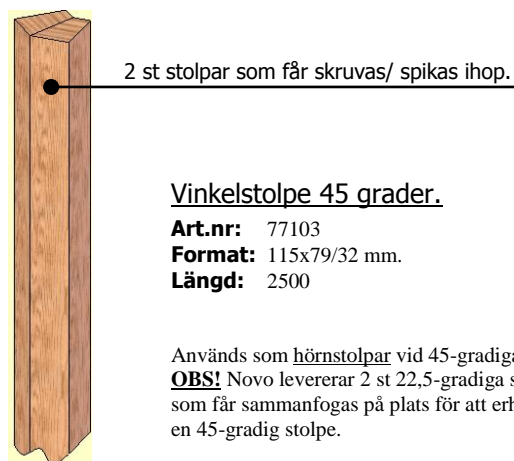 2 st stolpar som får skruvas/ spikas ihop.
Vinkelstolpe 45 grader.
Art.nr: 77103
Format: 115x79/32 mm.
Längd: 2500
Används som hörnstolpar vid 45-gradiga
OBS! Novo levererar 2 st 22,5-gradiga
som får sammanfogas på plats för att
en 45-gradig stolpe.